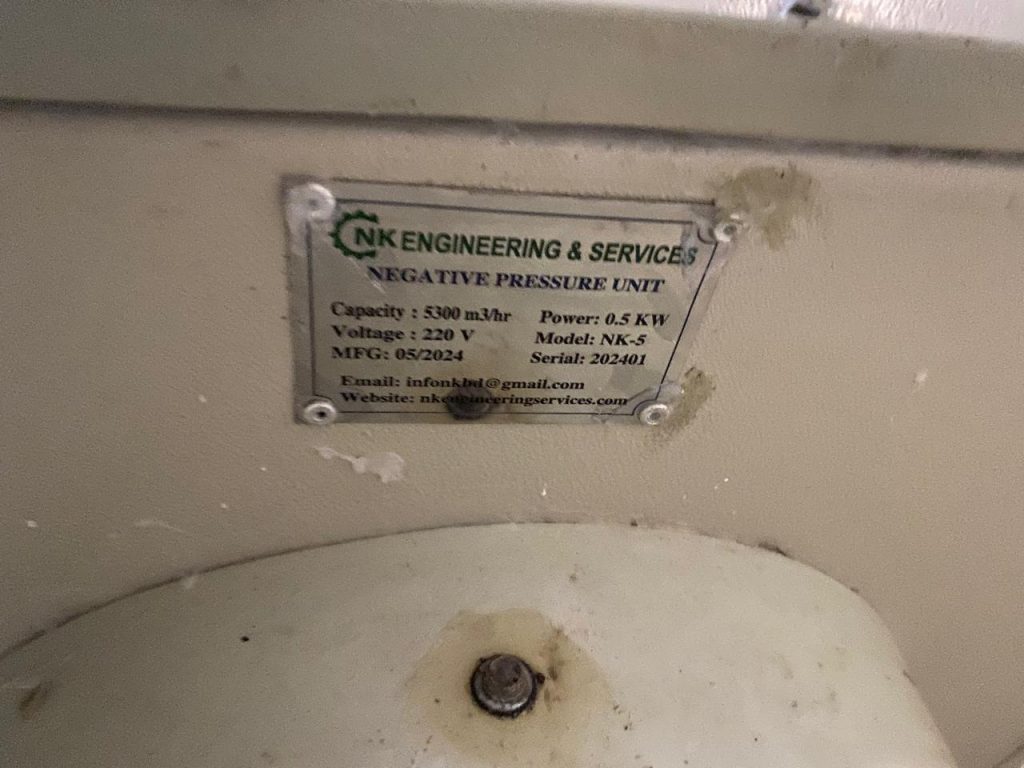 NK ENGINEERING & SERVICES
NEGATIVE PRESSURE UNIT
Capacity : 5300 m3/hr Power: 0.5 KW
Voltage : 220 V Model: NK-5
MFG: 05/2024 Serial: 202401
Email: infonkbd@gmail.com
Website: nkengineeringservices.com